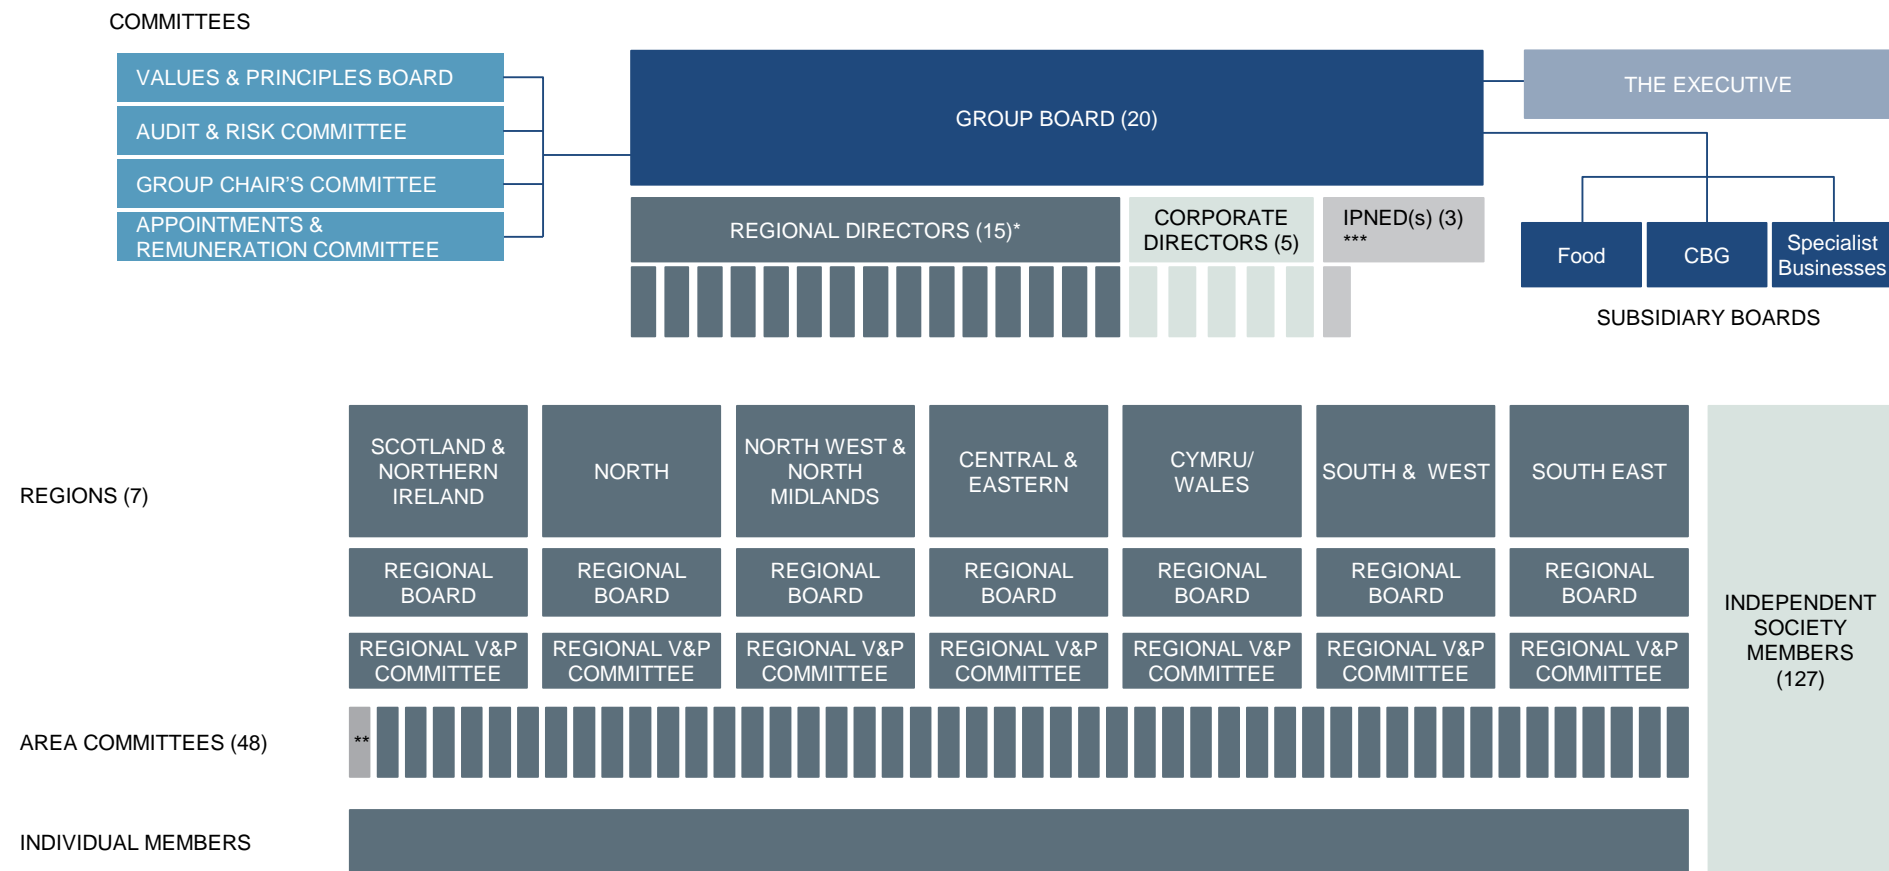 COMMITTEES
VALUES & PRINCIPLES BOARD
AUDIT & RISK COMMITTEE
GROUP CHAIR'S COMMITTEE
APPOINTMENTS &
REMUNERATION COMMITTEE
GROUP BOARD (20)
THE EXECUTIVE
REGIONAL DIRECTORS (15)*
CORPORATE
DIRECTORS (5)
IPNED(s) (3)
***
Food
CBG
Specialist
Businesses
SUBSIDIARY BOARDS
REGIONS (7)
SCOTLAND &
NORTHERN
IRELAND
NORTH
NORTH WEST &
NORTH
MIDLANDS
CENTRAL &
EASTERN
CYMRU/
WALES
SOUTH & WEST
SOUTH EAST
REGIONAL
BOARD
REGIONAL
BOARD
REGIONAL
BOARD
REGIONAL
BOARD
REGIONAL
BOARD
REGIONAL
BOARD
REGIONAL
BOARD
REGIONAL V&P
COMMITTEE
REGIONAL V&P
COMMITTEE
REGIONAL V&P
COMMITTEE
REGIONAL V&P
COMMITTEE
REGIONAL V&P
COMMITTEE
REGIONAL V&P
COMMITTEE
REGIONAL V&P
COMMITTEE
INDEPENDENT
SOCIETY
MEMBERS
(127)
AREA COMMITTEES (48)
**
INDIVIDUAL MEMBERS